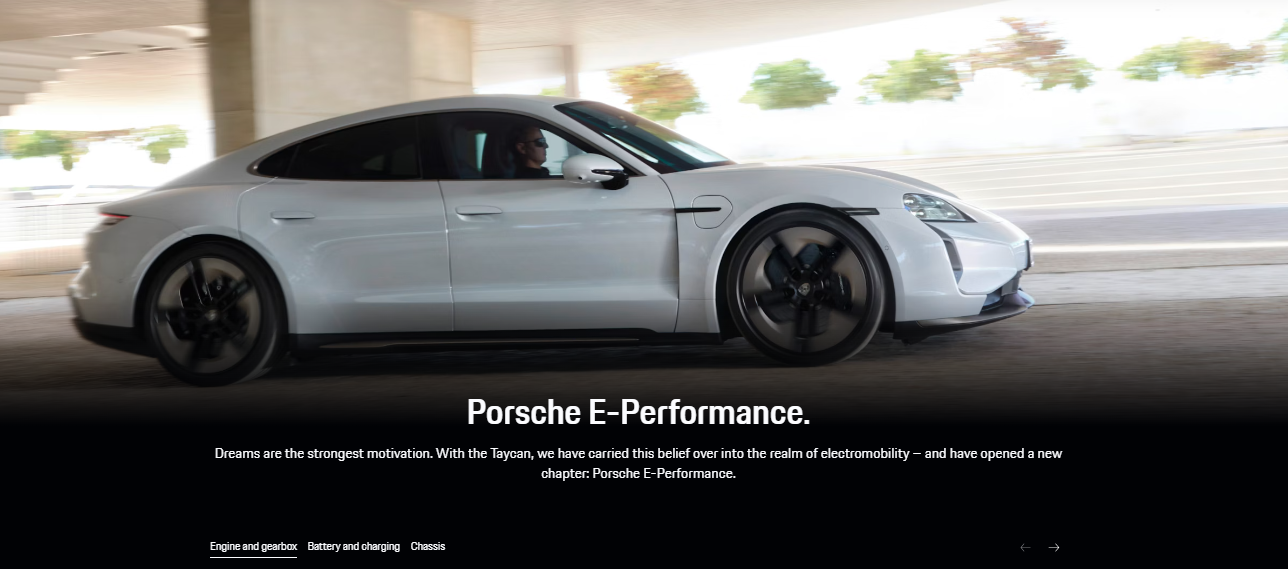 Porsche E-Performance.
Dreams are the strongest motivation. With the Taycan, we have carried this belief over into the realm of electromobility – and have opened a new
chapter: Porsche E-Performance.
Engine and gearbox Battery and charging Chassis